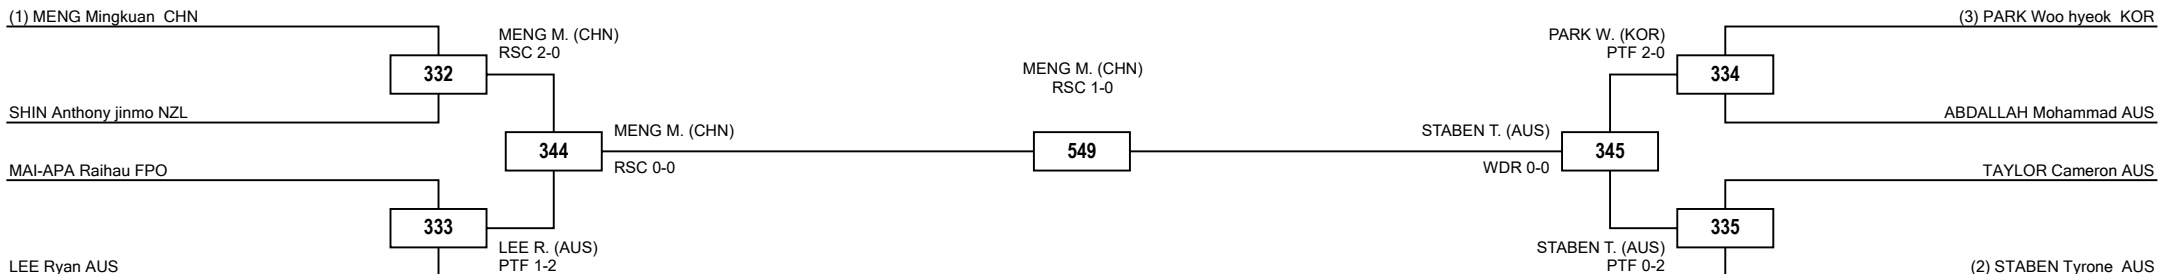 (1) MENG Mingkuan CHN
(3) PARK Woo hyeok KOR
MENG M. (CHN)
RSC 2-0
PARK W. (KOR)
PTF 2-0
332
MENG M. (CHN)
RSC 1-0
334
SHIN Anthony jinmo NZL
ABDALLAH Mohammad AUS
344
MENG M. (CHN)
RSC 0-0
549
STABEN T. (AUS)
WDR 0-0
345
MAI-APA Raihau FPO
TAYLOR Cameron AUS
333
335
LEE R. (AUS)
PTF 1-2
STABEN T. (AUS)
PTF 0-2
LEE Ryan AUS
(2) STABEN Tyrone AUS